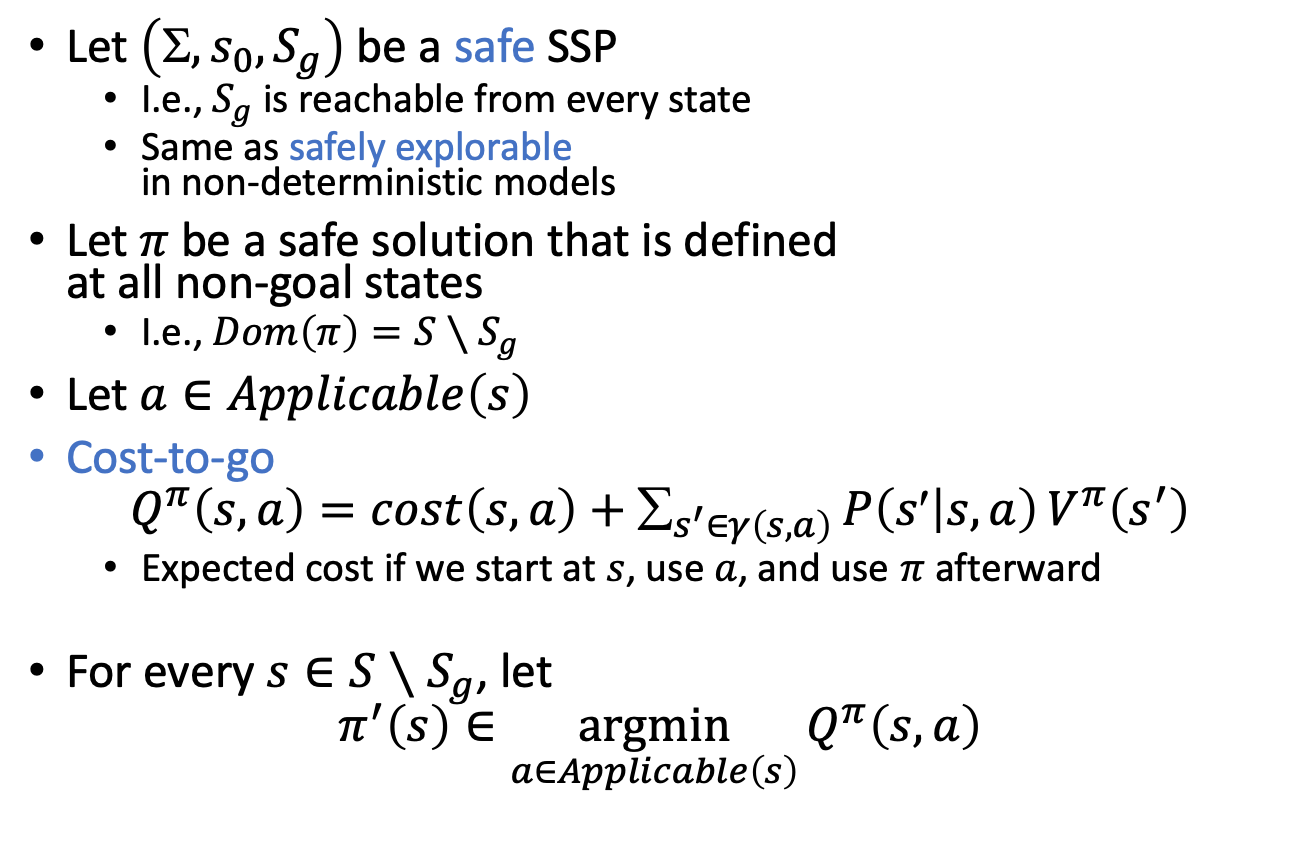 • Let (Σ, s₀, S_g) be a safe SSP
• I.e., S_g is reachable from every state
• Same as safely explorable
in non-deterministic models
• Let π be a safe solution that is defined
at all non-goal states
• I.e., Dom(π) = S \ S_g
• Let a ∈ Applicable(s)
• Cost-to-go
Q^π(s, a) = cost(s, a) + ∑_{s′∈γ(s,a)} P(s′|s, a) V^π(s′)
• Expected cost if we start at s, use a, and use π afterward
• For every s ∈ S \ S_g, let
π′(s) ∈ argmin Q^π(s, a)
a∈Applicable(s)